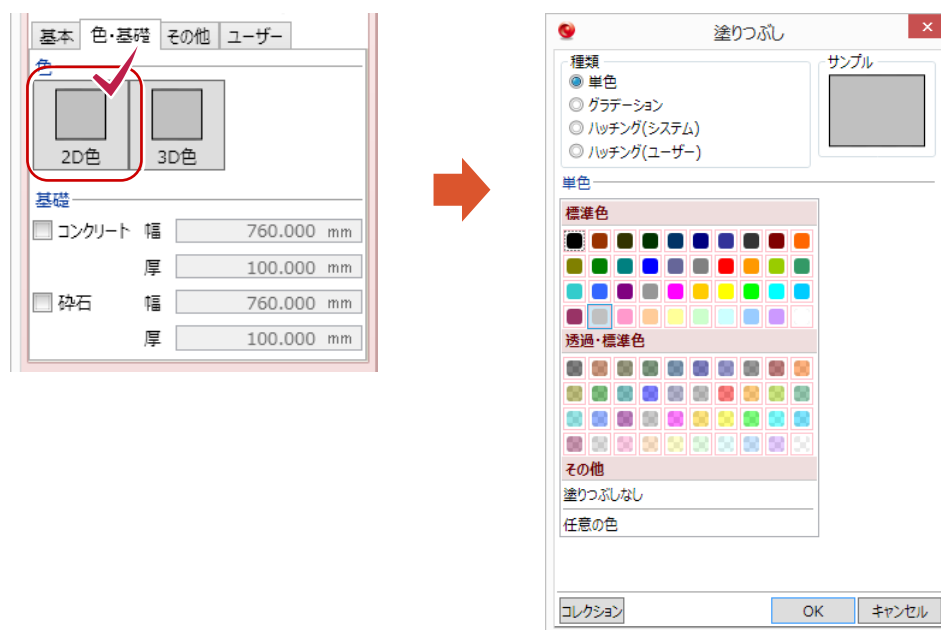 基本 色・基礎 その他 ユーザー
色
2D色 3D色
基礎
コンクリート 幅 760.000 mm
厚 100.000 mm
砕石 幅 760.000 mm
厚 100.000 mm
塗りつぶし
種類
単色
グラデーション
ハッチング(システム)
ハッチング(ユーザー)
サンプル
単色
標準色
透過・標準色
その他
塗りつぶしなし
任意の色
コレクション OK キャンセル